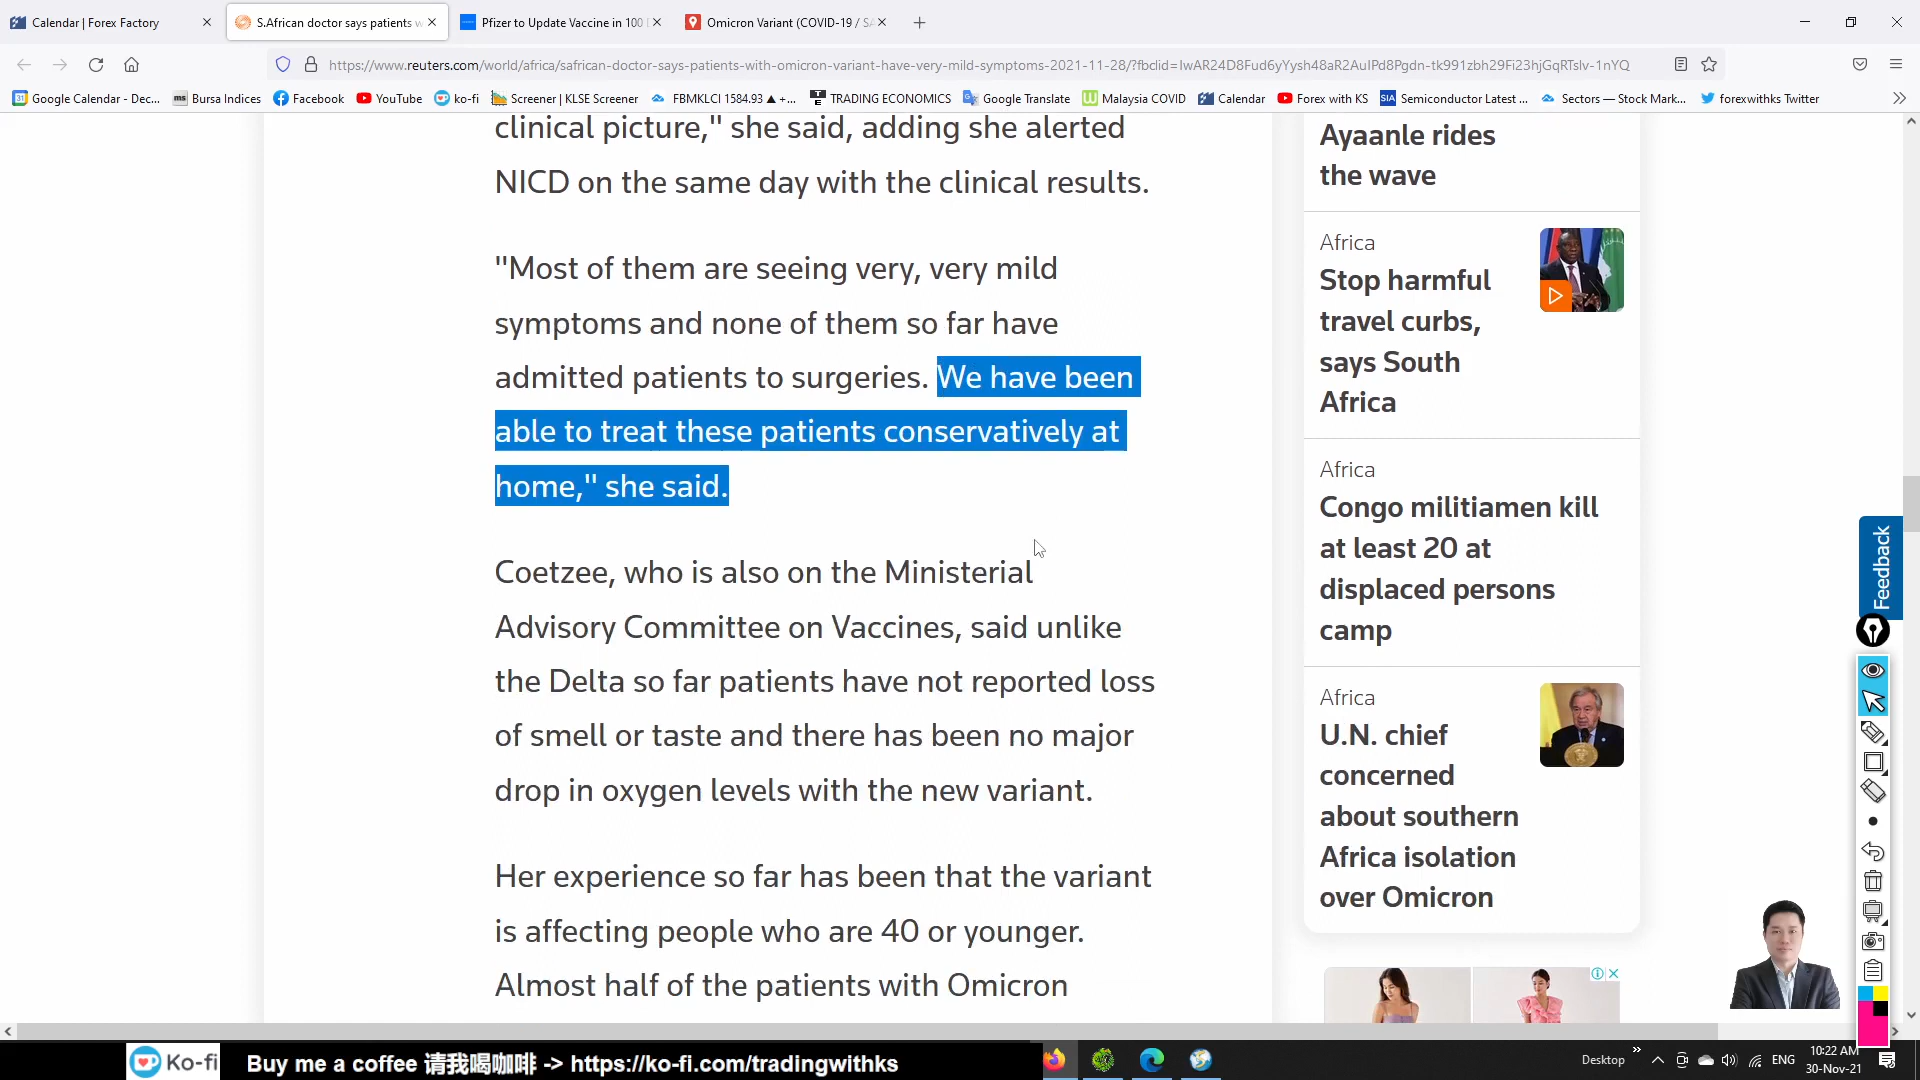 Calendar | Forex Factory
S.African doctor says patients w
Pfizer to Update Vaccine in 100
Omicron Variant (COVID-19 / SA
https://www.reuters.com/world/africa/safrican-doctor-says-patients-with-omicron-variant-have-very-mild-symptoms-2021-11-28/?fbclid=IwAR24D8Fud6yYysh48aR2AuIPd8Pgdn-tk991zbh29Fi23hjGqRTslv-1nYQ
Google Calendar - Dec...
Bursa Indices
Facebook
YouTube
ko-fi
Screener | KLSE Screener
FBMKLCI 1584.93 ▲ +...
TRADING ECONOMICS
Google Translate
Malaysia COVID
Calendar
Forex with KS
SIA
Semiconductor Latest ...
Sectors — Stock Mark...
forexwithks Twitter
clinical picture," she said, adding she alerted
NICD on the same day with the clinical results.
"Most of them are seeing very, very mild
symptoms and none of them so far have
admitted patients to surgeries. We have been
able to treat these patients conservatively at
home," she said.
Coetzee, who is also on the Ministerial
Advisory Committee on Vaccines, said unlike
the Delta so far patients have not reported loss
of smell or taste and there has been no major
drop in oxygen levels with the new variant.
Her experience so far has been that the variant
is affecting people who are 40 or younger.
Almost half of the patients with Omicron
Ayaanle rides
the wave
Africa
Stop harmful
travel curbs,
says South
Africa
Africa
Congo militiamen kill
at least 20 at
displaced persons
camp
Africa
U.N. chief
concerned
about southern
Africa isolation
over Omicron
Feedback
Ko-fi
Buy me a coffee 请我喝咖啡 -> https://ko-fi.com/tradingwithks
Desktop
ENG
10:22 AM
30-Nov-21